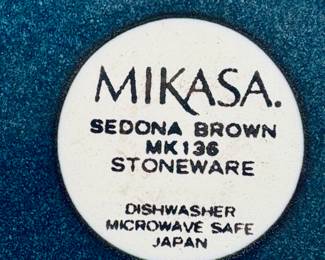 MIKASA.
SEDONA BROWN
MK136
STONEWARE
DISHWASHER
MICROWAVE SAFE
JAPAN